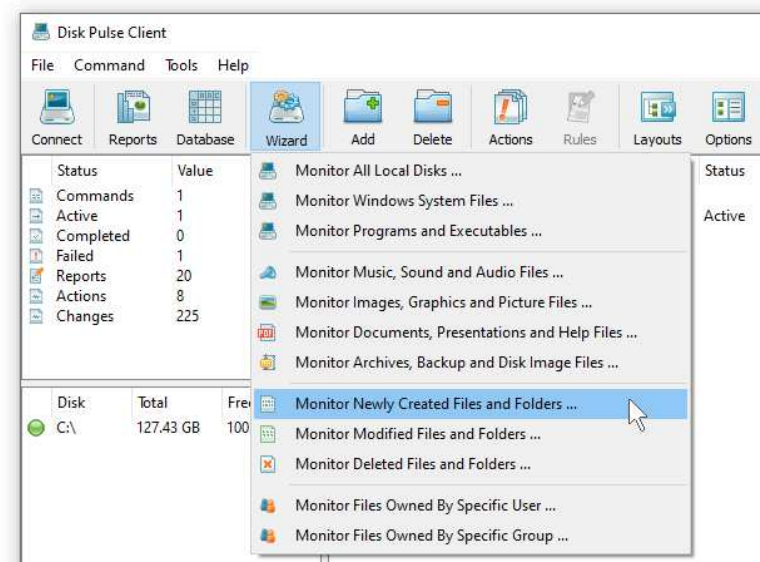 Disk Pulse Client
File Command Tools Help
Connect Reports Database Wizard Add Delete Actions Rules Layouts Options
Status Value
Commands 1
Active 1
Completed 0
Failed 1
Reports 20
Actions 8
Changes 225
Monitor All Local Disks ...
Monitor Windows System Files ...
Monitor Programs and Executables ...
Monitor Music, Sound and Audio Files ...
Monitor Images, Graphics and Picture Files ...
Monitor Documents, Presentations and Help Files ...
Monitor Archives, Backup and Disk Image Files ...
Monitor Newly Created Files and Folders ...
Monitor Modified Files and Folders ...
Monitor Deleted Files and Folders ...
Monitor Files Owned By Specific User ...
Monitor Files Owned By Specific Group ...
Status
Active
Disk Total Fre
C:\ 127.43 GB 100